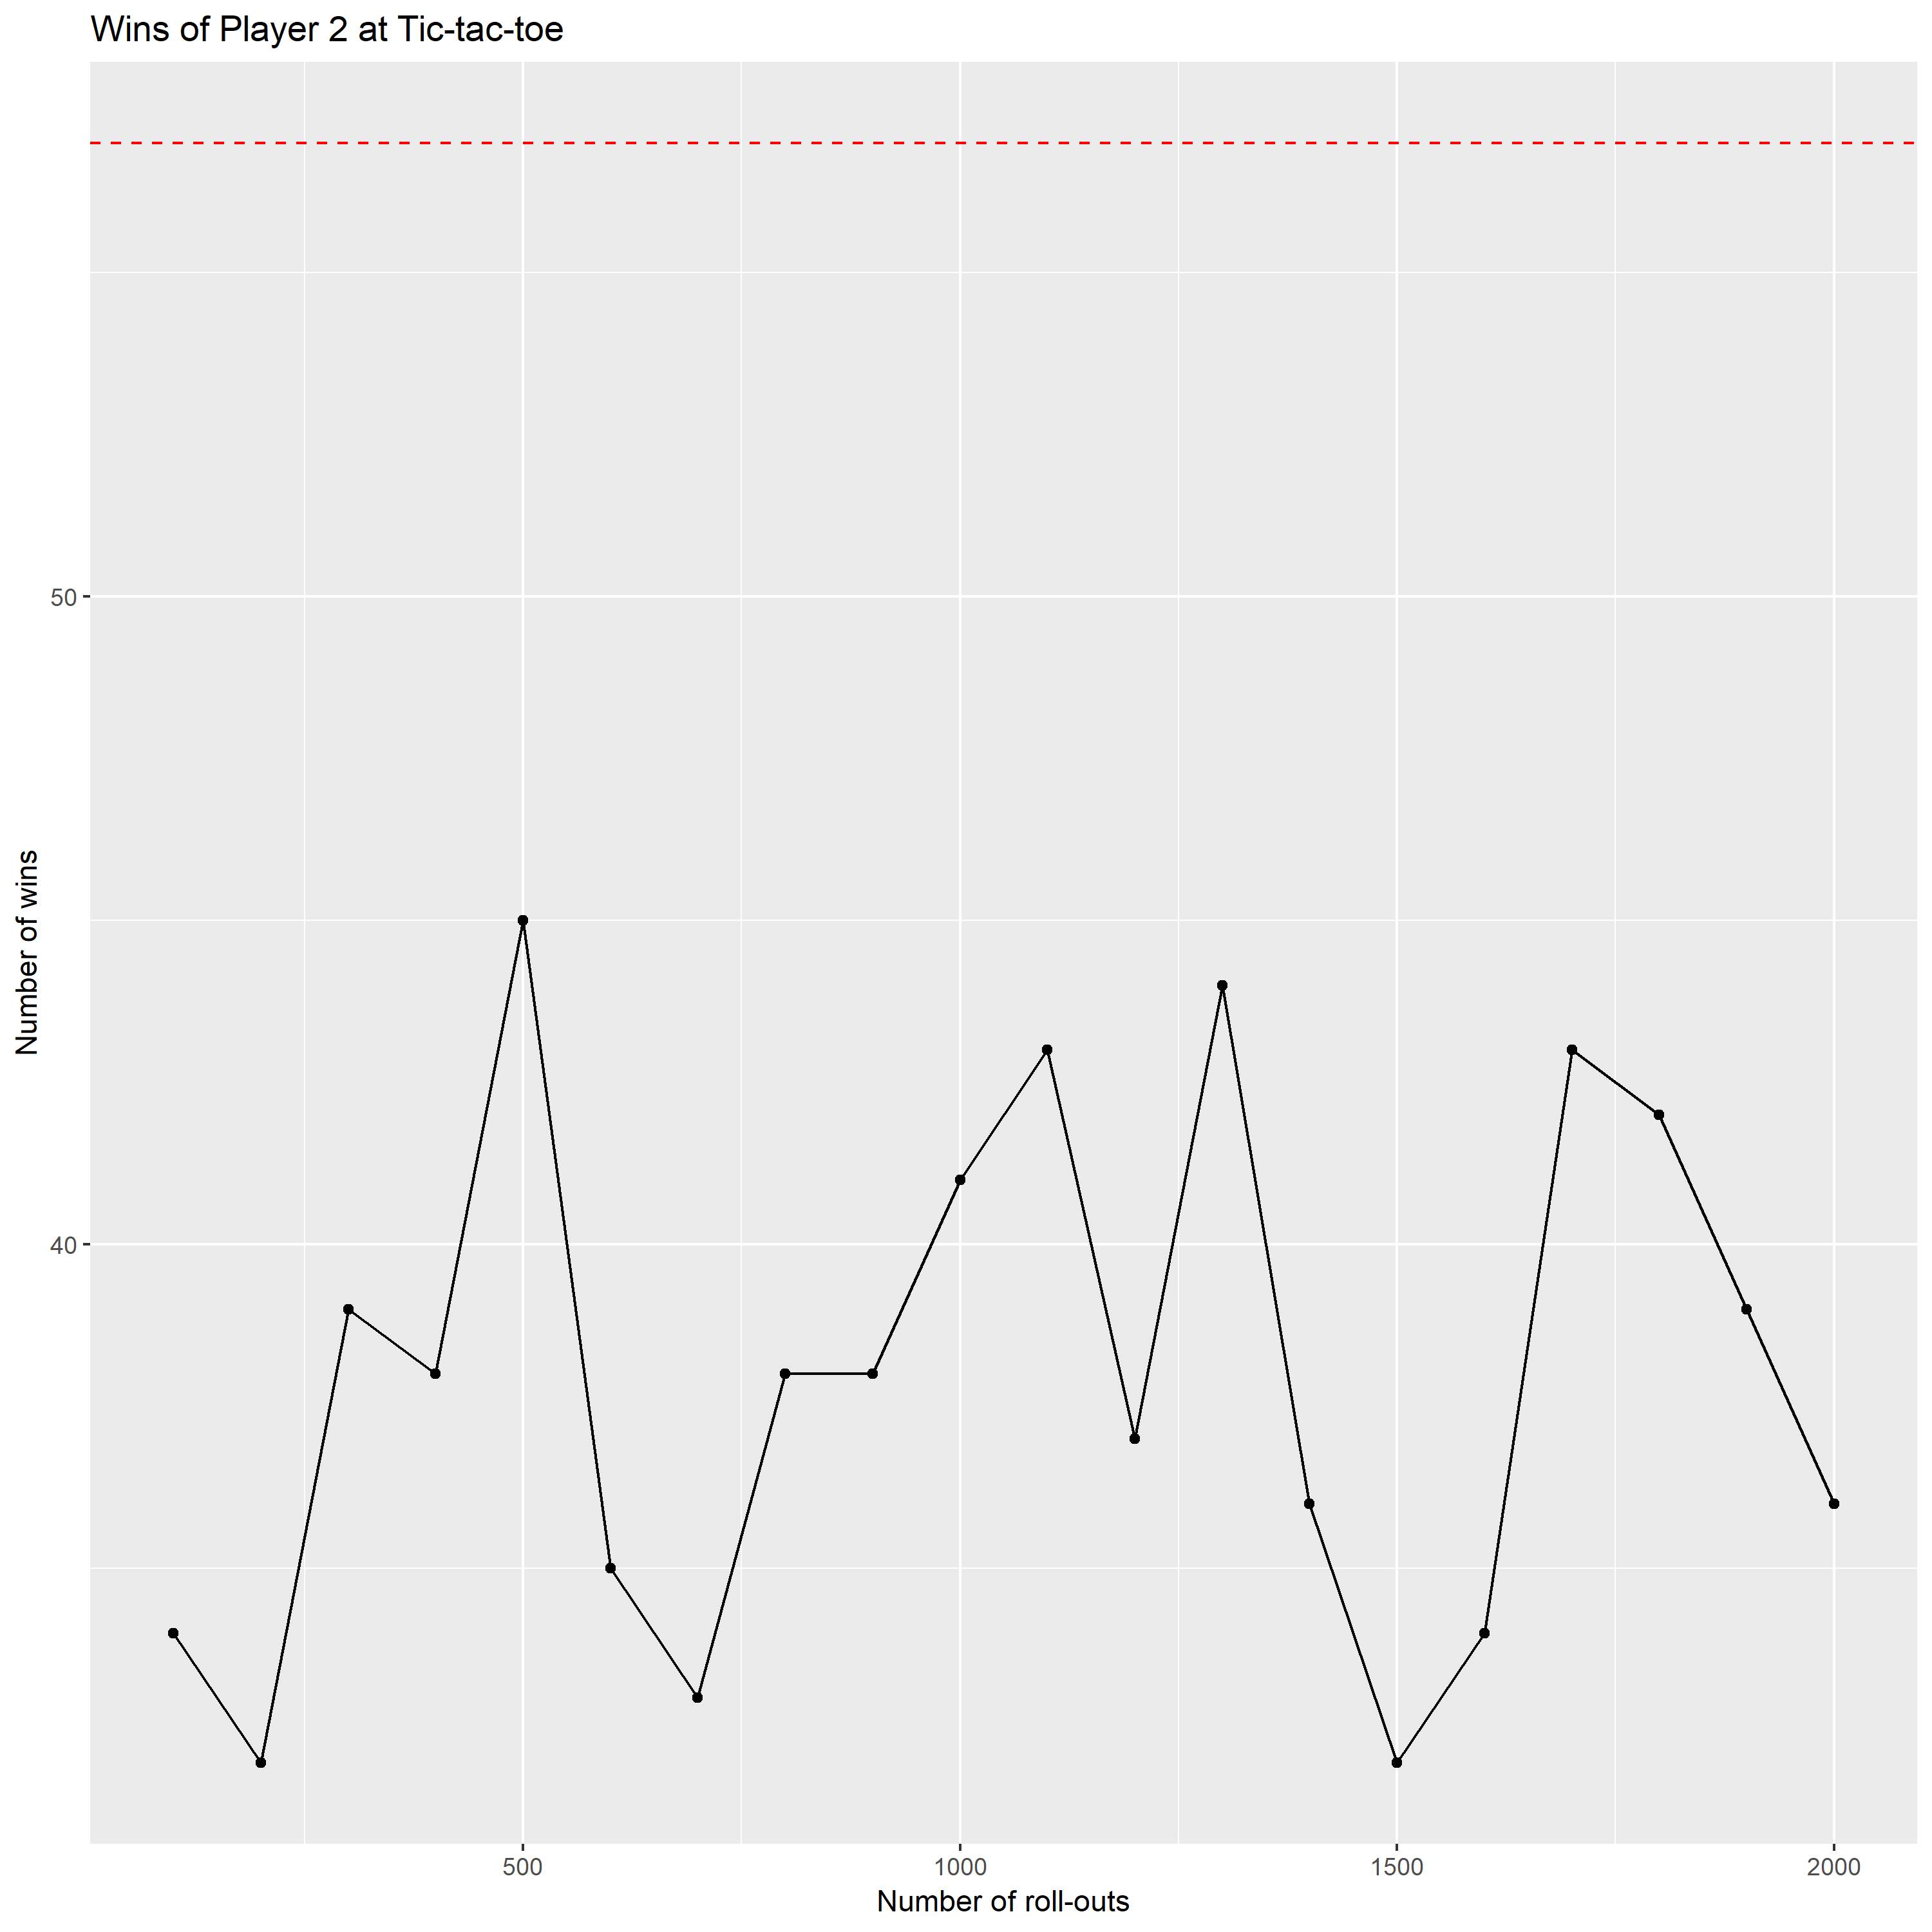 Wins of Player 2 at Tic-tac-toe
50
40
Number of wins
500
1000
1500
2000
Number of roll-outs